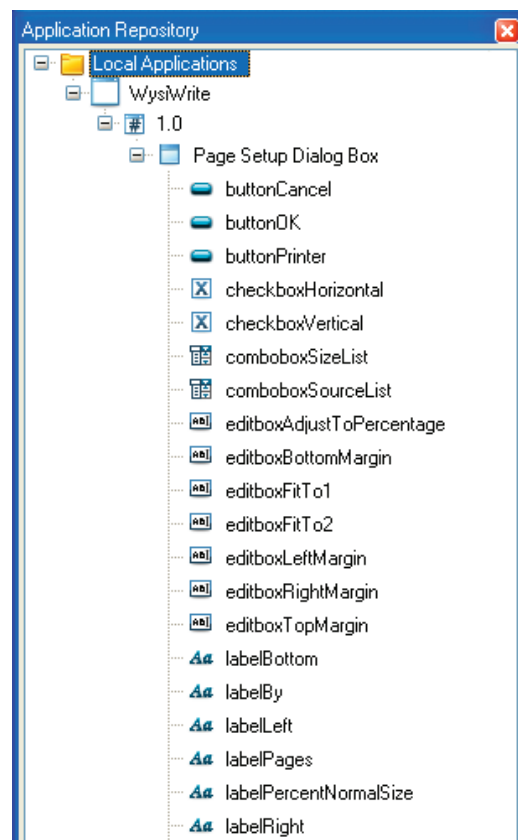 Application Repository
Local Applications
WysiWrite
1.0
Page Setup Dialog Box
buttonCancel
buttonOK
buttonPrinter
checkboxHorizontal
checkboxVertical
comboboxSizeList
comboboxSourceList
editboxAdjustToPercentage
editboxBottomMargin
editboxFitTo1
editboxFitTo2
editboxLeftMargin
editboxRightMargin
editboxTopMargin
labelBottom
labelBy
labelLeft
labelPages
labelPercentNormalSize
labelRight